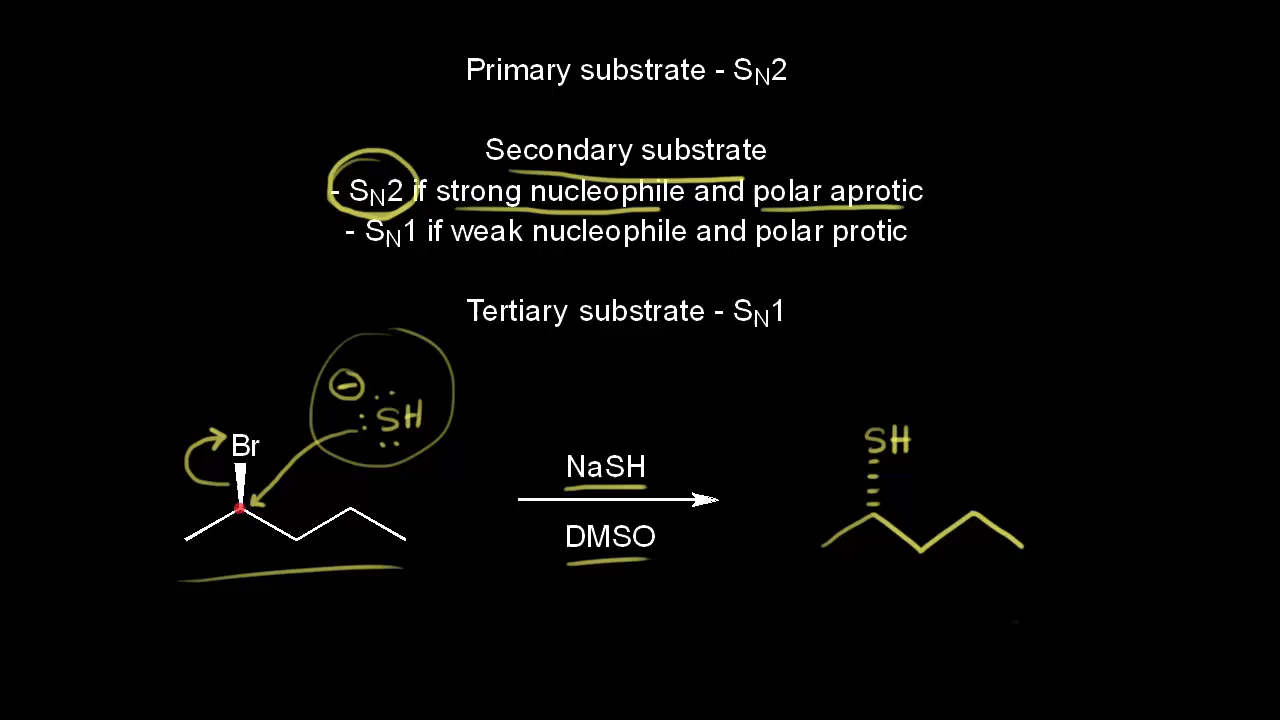 Primary substrate - SN2
Secondary substrate
- SN2 if strong nucleophile and polar aprotic
- SN1 if weak nucleophile and polar protic
Tertiary substrate - SN1
SH
Br
NaSH
DMSO
SH